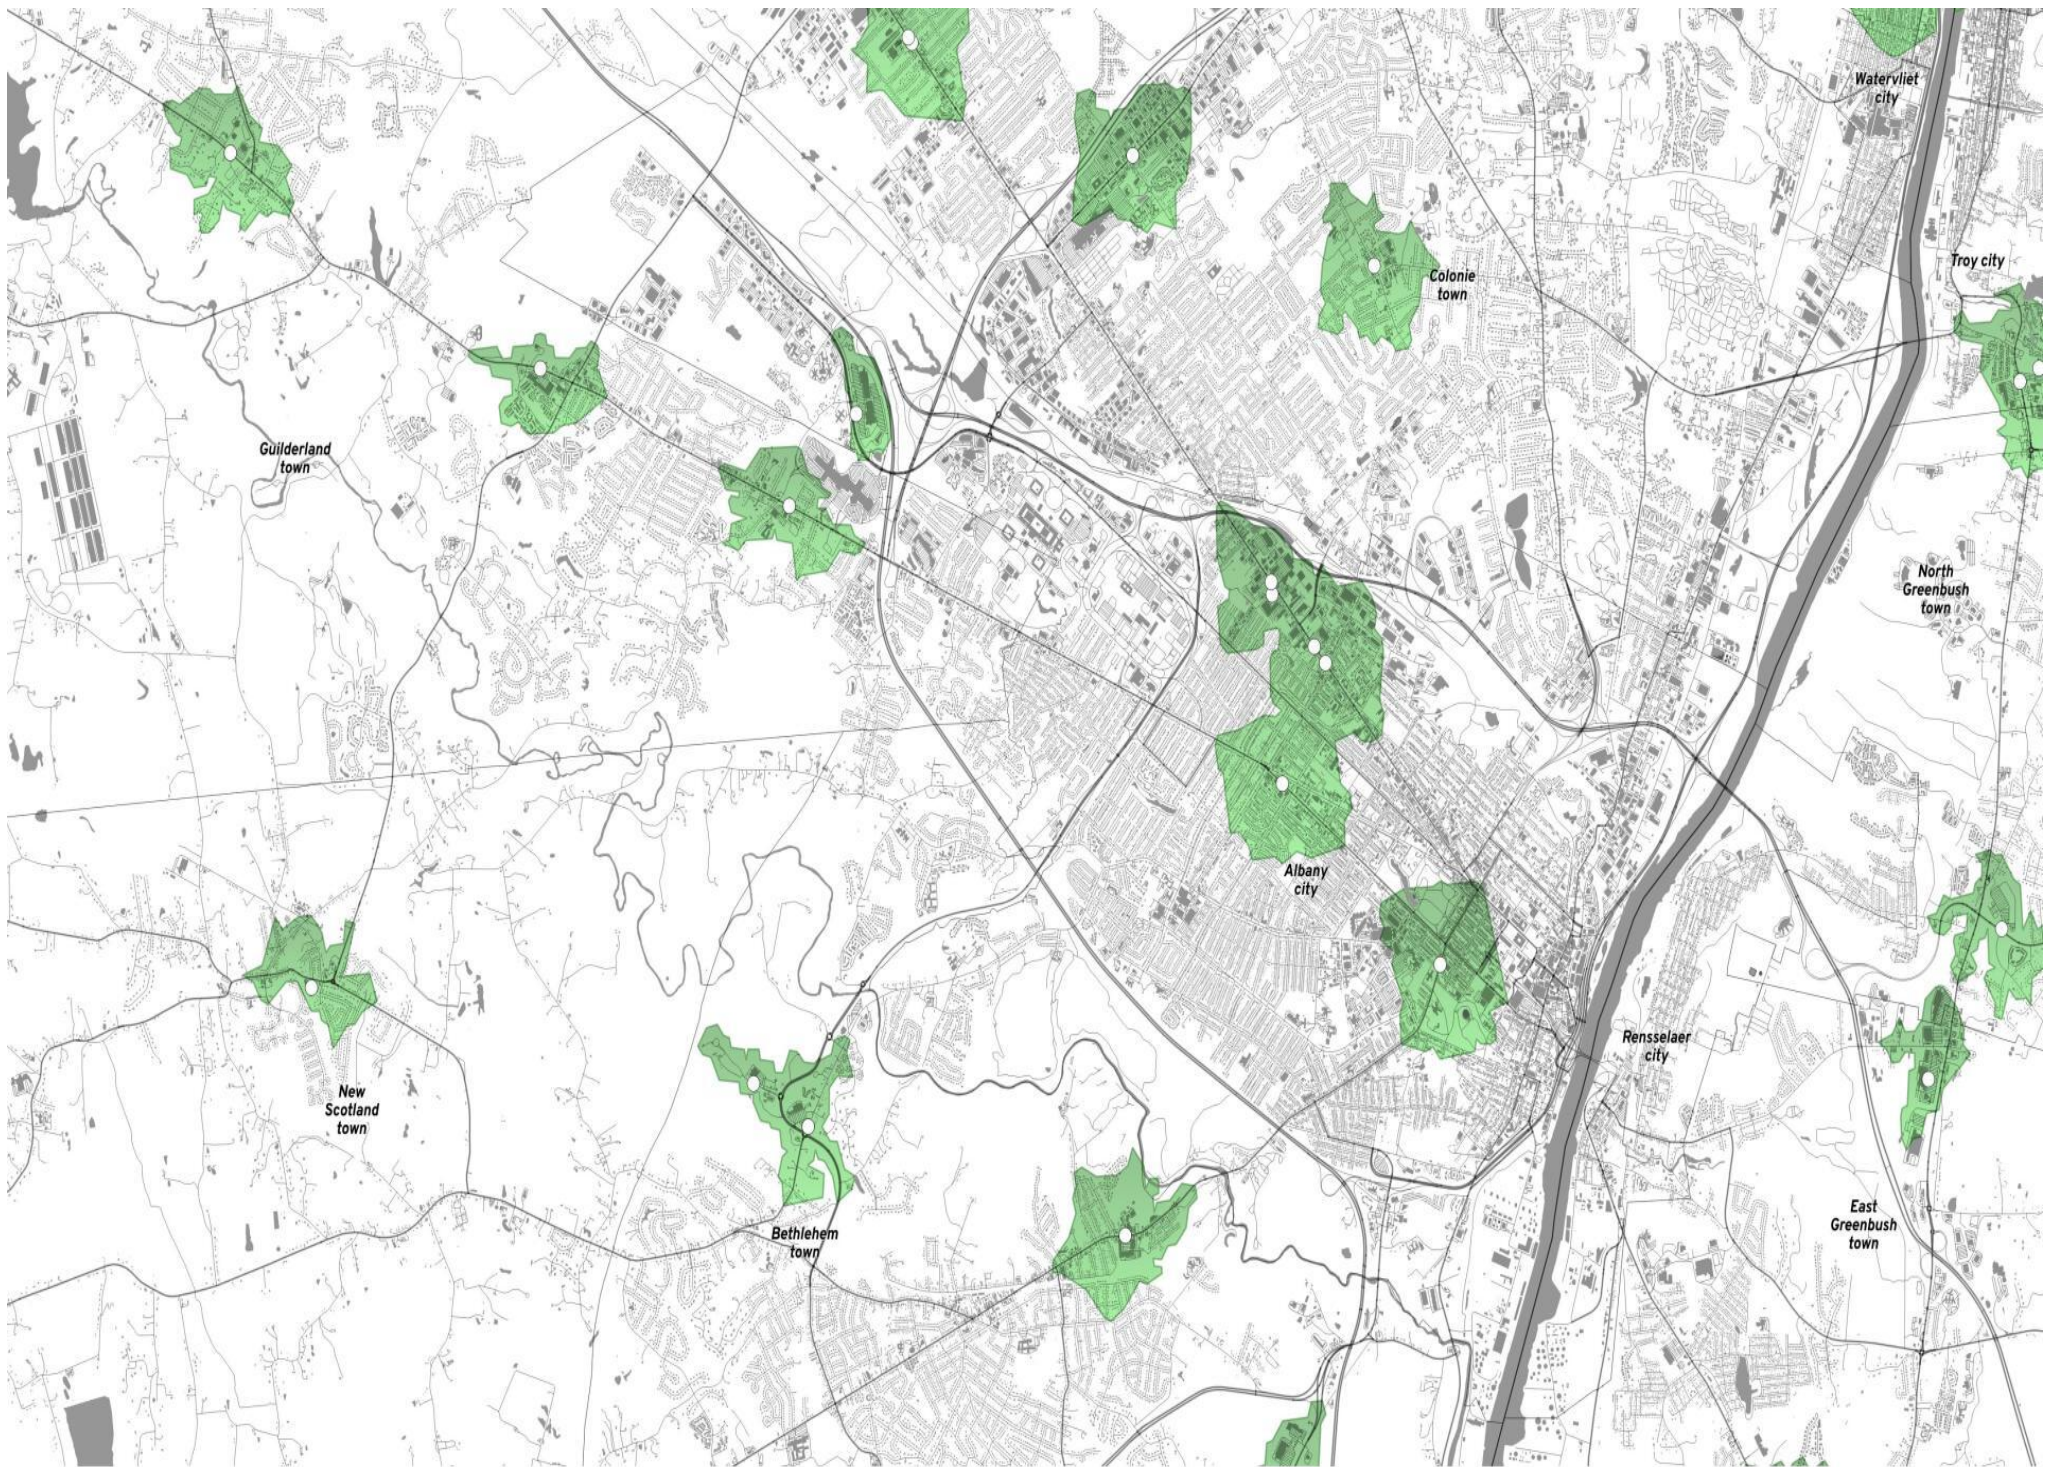 Watervliet
city
Troy city
Colonie
town
Guilderland
town
North
Greenbush
town
Albany
city
Rensselaer
city
New
Scotland
town
Bethlehem
town
East
Greenbush
town